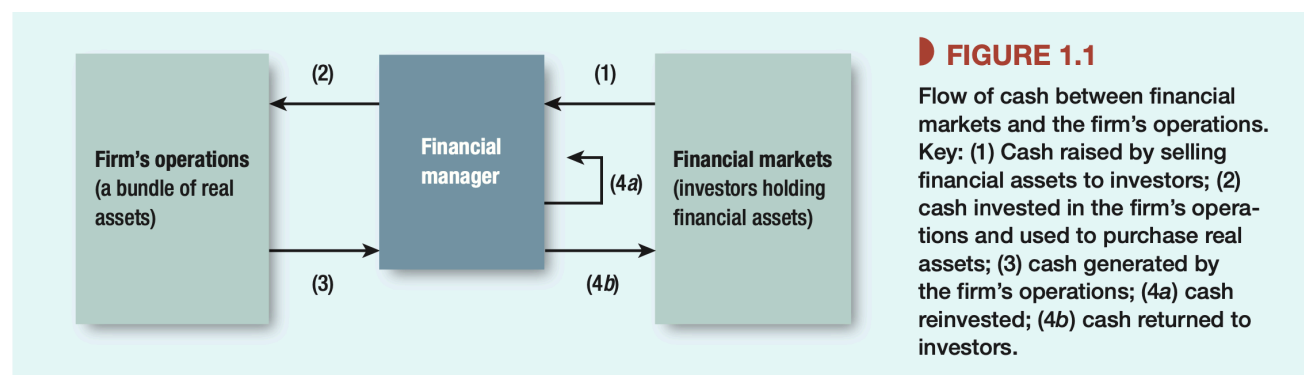 (2)
(1)
Firm's operations
(a bundle of real
assets)
Financial
manager
(4a)
Financial markets
(investors holding
financial assets)
(3)
(4b)
FIGURE 1.1
Flow of cash between financial
markets and the firm's operations.
Key: (1) Cash raised by selling
financial assets to investors; (2)
cash invested in the firm's opera-
tions and used to purchase real
assets; (3) cash generated by
the firm's operations; (4a) cash
reinvested; (4b) cash returned to
investors.